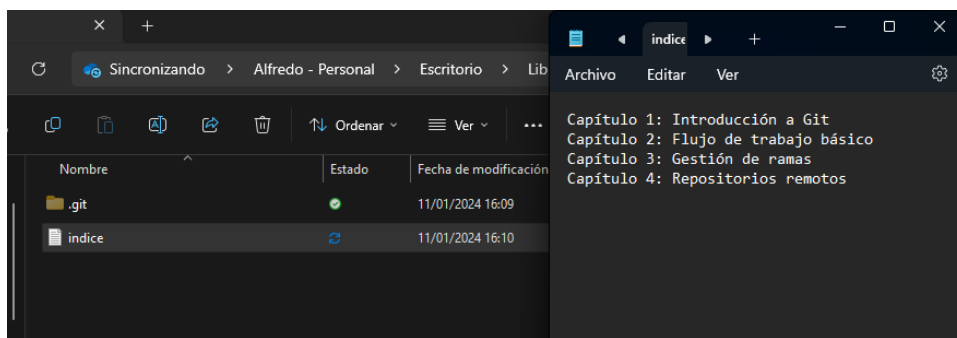 Sincronizando > Alfredo - Personal > Escritorio > Lib
Ordenar Ver
Nombre Estado Fecha de modificación
.git 11/01/2024 16:09
indice 11/01/2024 16:10
indice
Archivo Editar Ver
Capítulo 1: Introducción a Git
Capítulo 2: Flujo de trabajo básico
Capítulo 3: Gestión de ramas
Capítulo 4: Repositorios remotos